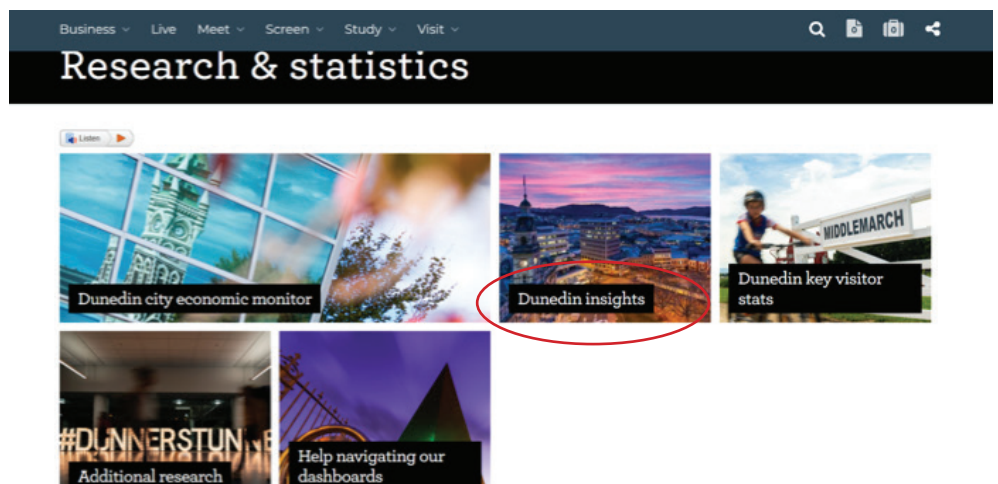 Business Live Meet Screen Study Visit
Research & statistics
Listen
Dunedin city economic monitor
Dunedin insights
MIDDLEMARCH
Dunedin key visitor
stats
#DUNNERSTUN
Additional research
Help navigating our
dashboards